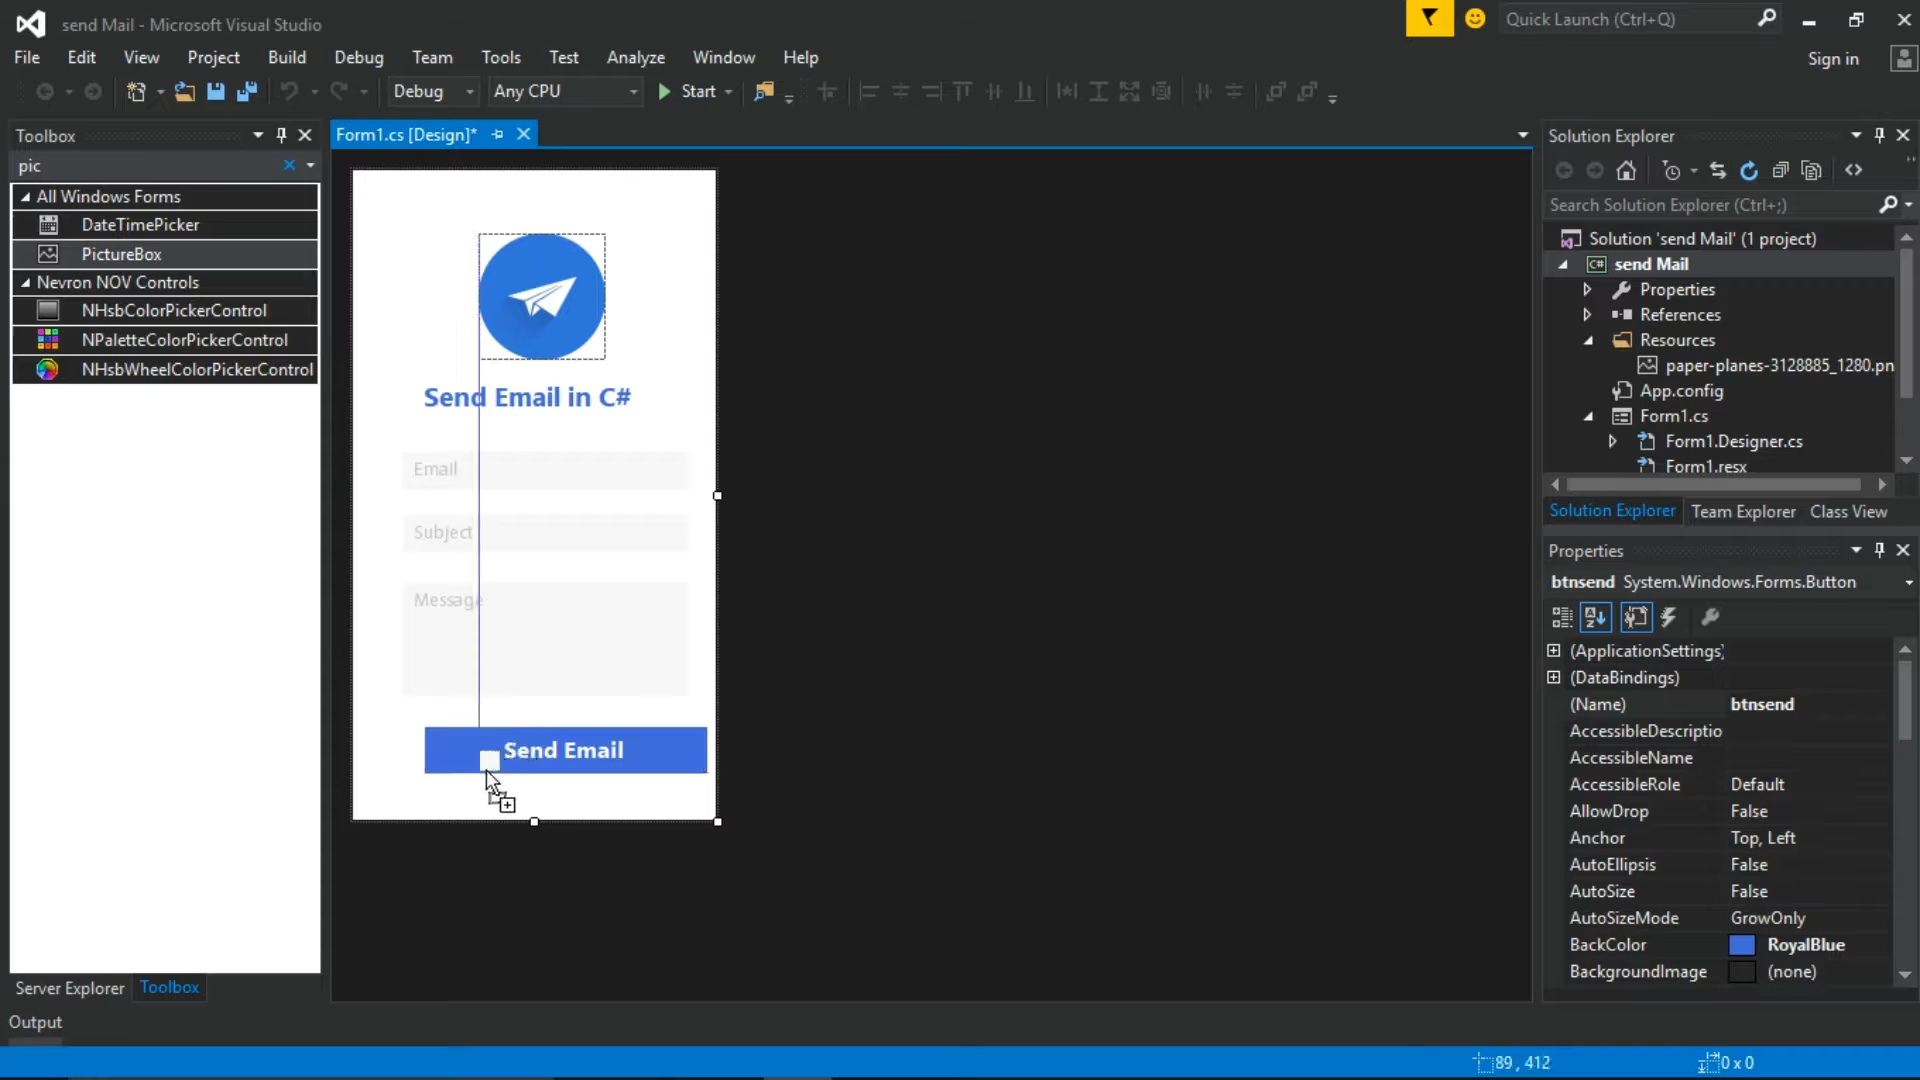 send Mail - Microsoft Visual Studio
Quick Launch (Ctrl+Q)
File Edit View Project Build Debug Team Tools Test Analyze Window Help
Sign in
Debug Any CPU Start
Toolbox
pic
All Windows Forms
DateTimePicker
PictureBox
Nevron NOV Controls
NHsbColorPickerControl
NPaletteColorPickerControl
NHsbWheelColorPickerControl
Server Explorer Toolbox
Output
Form1.cs [Design]*
Send Email in C#
Email
Subject
Message
Send Email
Solution Explorer
Search Solution Explorer (Ctrl+;)
Solution 'send Mail' (1 project)
C# send Mail
Properties
References
Resources
paper-planes-3128885_1280.pn
App.config
Form1.cs
Form1.Designer.cs
Form1.resx
Solution Explorer Team Explorer Class View
Properties
btnsend System.Windows.Forms.Button
(ApplicationSettings)
(DataBindings)
(Name) btnsend
AccessibleDescriptio
AccessibleName
AccessibleRole Default
AllowDrop False
Anchor Top, Left
AutoEllipsis False
AutoSize False
AutoSizeMode GrowOnly
BackColor RoyalBlue
BackgroundImage (none)
89 , 412 0 x 0